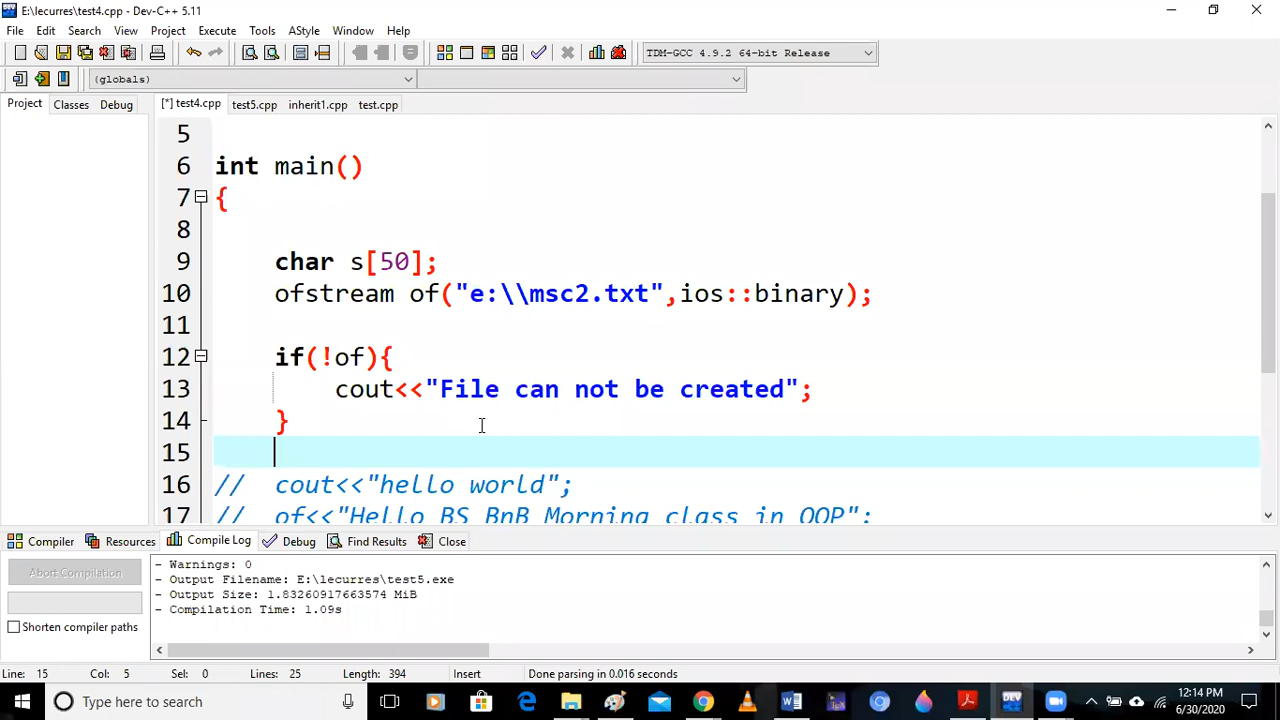 E:\lecurres\test4.cpp - Dev-C++ 5.11
File Edit Search View Project Execute Tools AStyle Window Help
TDM-GCC 4.9.2 64-bit Release
(globals)
Project Classes Debug [*] test4.cpp test5.cpp inherit1.cpp test.cpp
5
6 int main()
7 {
8
9 char s[50];
10 ofstream of("e:\\msc2.txt",ios::binary);
11
12 if(!of){
13 cout<<"File can not be created";
14 }
15
16 // cout<<"hello world";
17 // of<<"Hello BS BnB Morning class in OOP";
Compiler Resources Compile Log Debug Find Results Close
Abort Compilation
Shorten compiler paths
- Warnings: 0
- Output Filename: E:\lecurres\test5.exe
- Output Size: 1.83260917663574 MiB
- Compilation Time: 1.09s
Line: 15 Col: 5 Sel: 0 Lines: 25 Length: 394 Insert Done parsing in 0.016 seconds
Type here to search
12:14 PM
6/30/2020